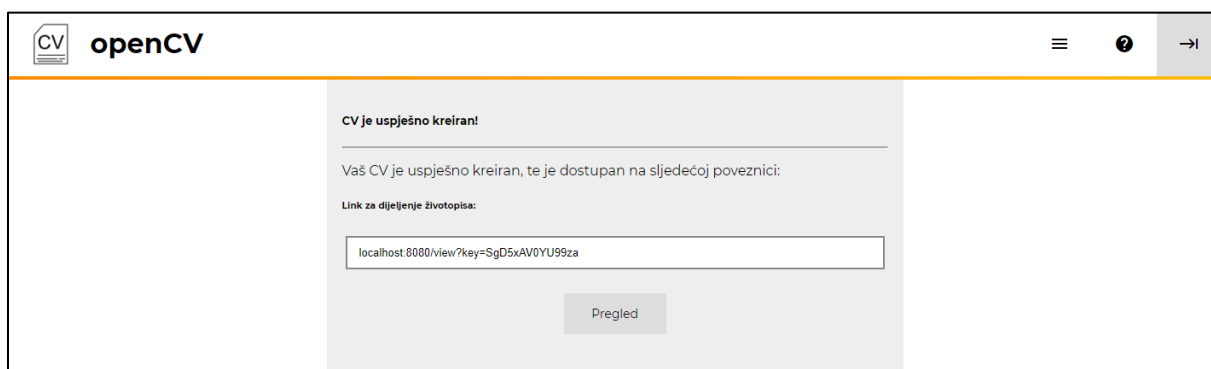 CV
openCV
CV je uspješno kreiran!
Vaš CV je uspješno kreiran, te je dostupan na sljedećoj poveznici:
Link za dijeljenje životopisa:
localhost:8080/view?key=SgD5xAV0YU99za
Pregled